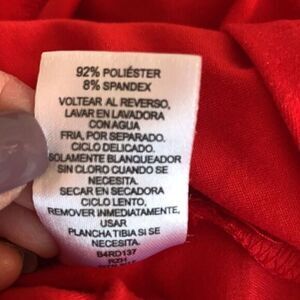 92% POLIÉSTER
8% SPANDEX
VOLTEAR AL REVERSO,
LAVAR EN LAVADORA
CON AGUA
FRIA, POR SEPARADO.
CICLO DELICADO.
SOLAMENTE BLANQUEADOR
SIN CLORO CUANDO SE
NECESITA.
SECAR EN SECADORA
CICLO LENTO,
REMOVER INMEDIATAMENTE,
USAR
PLANCHA TIBIA SI SE
NECESITA.
B4RD137
RZH